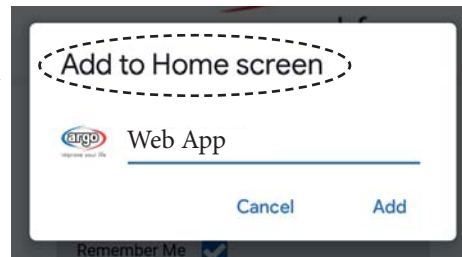 Add to Home screen
argo
improve your life
Web App
Cancel
Add
Remember Me